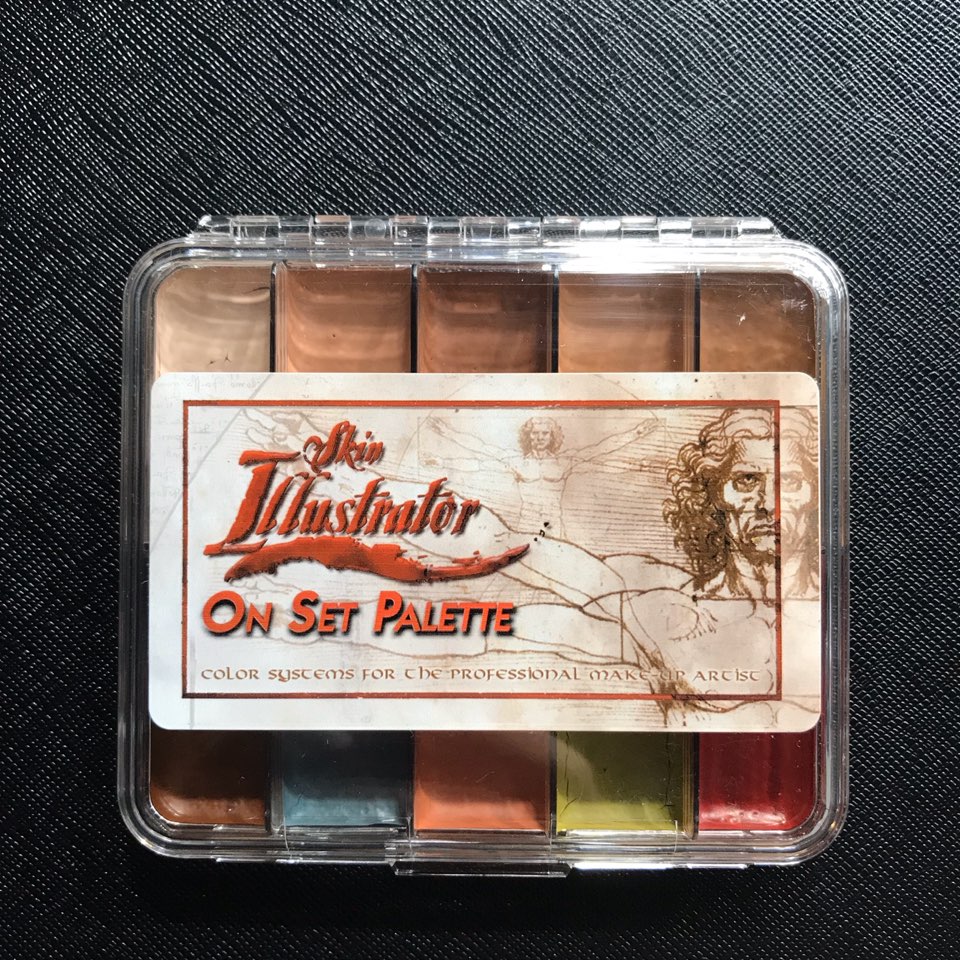 Skin
Illustrator
ON SET PALETTE
COLOR SYSTEMS FOR THE PROFESSIONAL MAKE-UP ARTIST